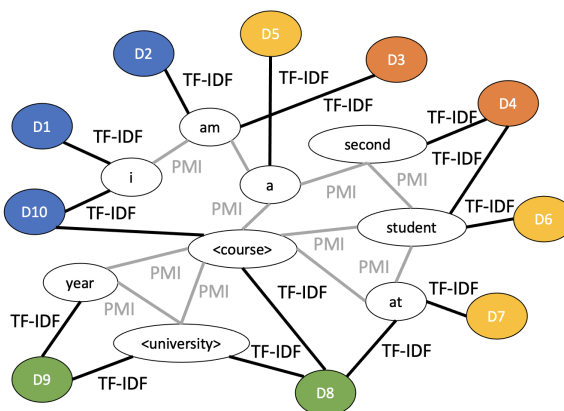 D5
D2
TF-IDF
TF-IDF
D3
TF-IDF
D4
TF-IDF
D1
TF-IDF
am
second
TF-IDF
PMI
i
a
PMI
PMI
D10
TF-IDF
PMI
student
TF-IDF
D6
<course>
PMI
PMI
PMI
year
PMI
PMI
at
TF-IDF
TF-IDF
D7
<university>
TF-IDF
TF-IDF
D9
TF-IDF
D8